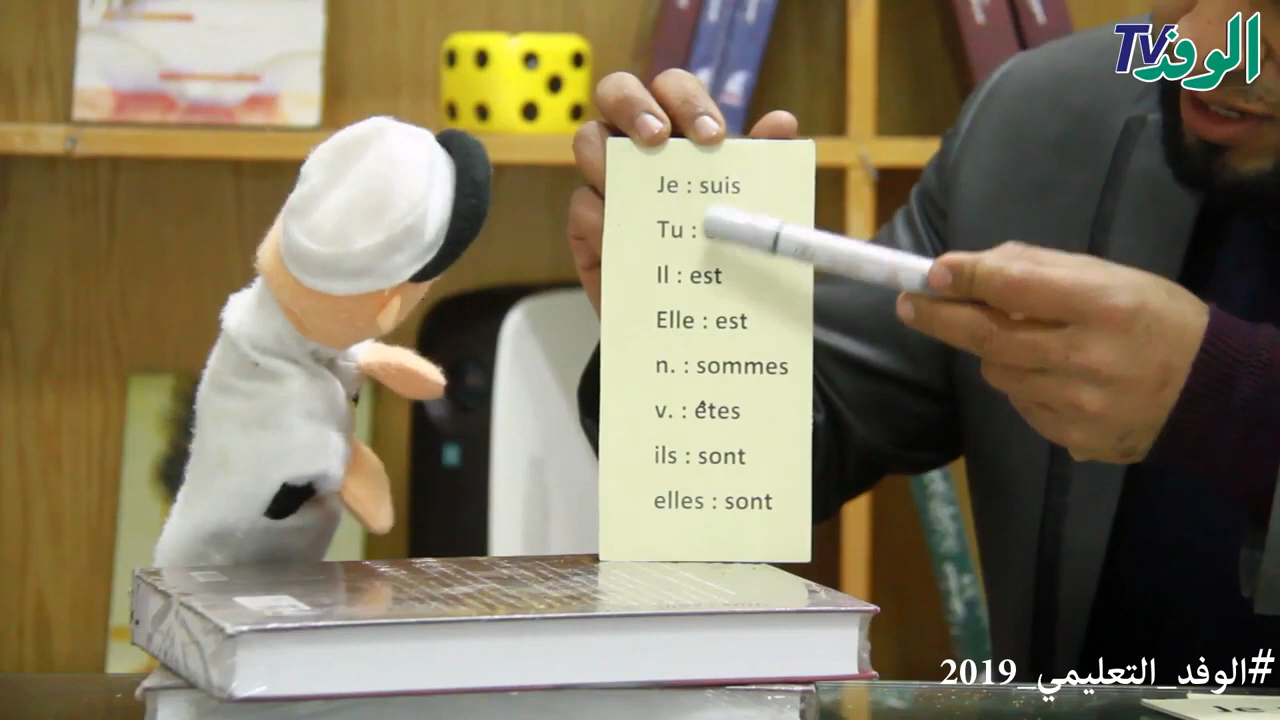 الوفد TV
Je : suis
Tu :
Il : est
Elle : est
n. : sommes
v. : êtes
ils : sont
elles : sont
#الوفد_التعليمي_2019